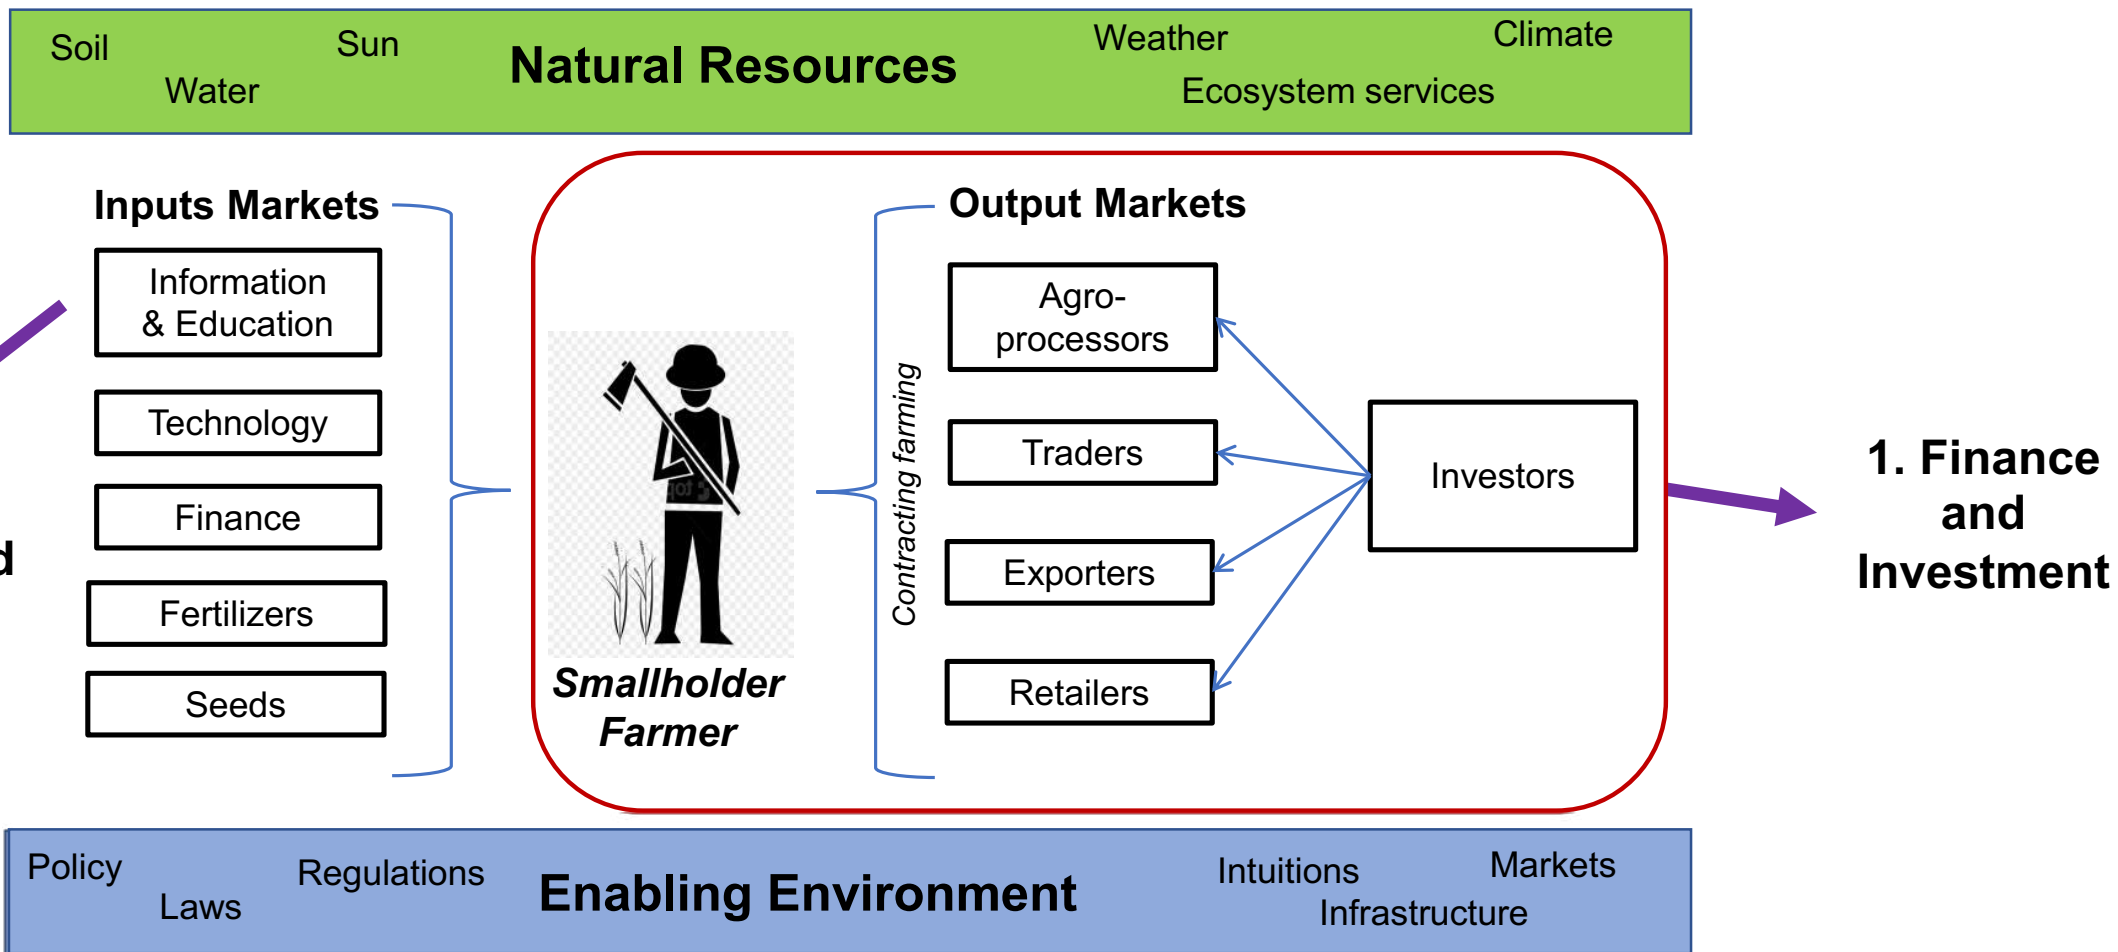 Soil
Sun
Natural Resources
Weather
Climate
Water
Ecosystem services
Inputs Markets
Information
& Education
Technology
Finance
Fertilizers
Seeds
Smallholder
Farmer
Contracting farming
Output Markets
Agro-
processors
Traders
Exporters
Retailers
Investors
1. Finance
and
Investment
Policy
Laws
Regulations
Enabling Environment
Intuitions
Markets
Infrastructure